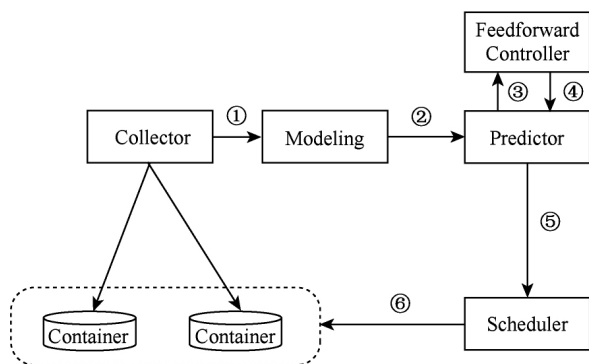 Feedforward
Controller
③ ④
① ②
Collector Modeling Predictor
⑤
⑥
Container Container Scheduler